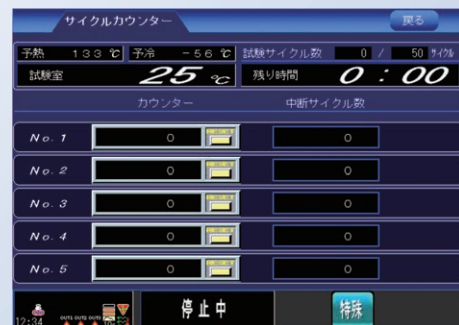 サイクルカウンター 戻る
予熱 133 ℃ 予冷 -56 ℃ 試験サイクル数 0 / 50 サイクル
試験室 25 ℃ 残り時間 0 : 00
カウンター 中断サイクル数
No. 1 0 0
No. 2 0 0
No. 3 0 0
No. 4 0 0
No. 5 0 0
12:34 OUT1 OUT2 OUT3 停止中 特殊